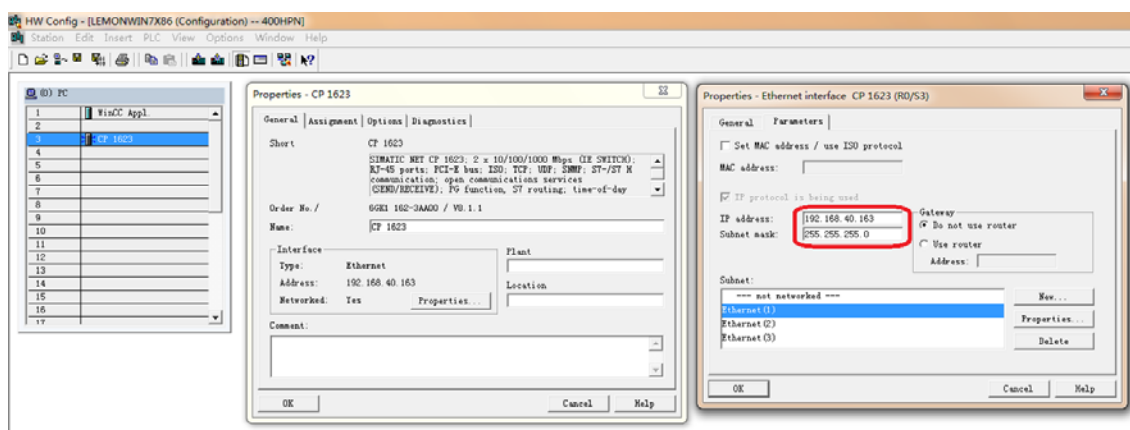 HW Config - [LEMONWIN7X86 (Configuration) -- 400HPN]
Station Edit Insert PLC View Options Window Help
(0) PC
1 WinCC Appl.
2
3 CP 1623
4
5
6
7
8
9
10
11
12
13
14
15
16
17
Properties - CP 1623
General Assignment Options Diagnostics
Short CP 1623
SIMATIC NET CP 1623; 2 x 10/100/1000 Mbps (IE SWITCH);
RJ-45 ports; PCI-E bus; ISO; TCP; UDP; SNMP; S7-/S7 H
communication; open communications services
(SEND/RECEIVE); PG function, S7 routing; time-of-day
Order No./ 6GK1 162-3AA00 / V8.1.1
Name: CP 1623
Interface
Type: Ethernet
Address: 192.168.40.163
Networked: Yes Properties...
Plant
Location
Comment:
OK Cancel Help
Properties - Ethernet interface CP 1623 (R0/S3)
General Parameters
Set MAC address / use ISO protocol
MAC address:
IP protocol is being used
IP address: 192.168.40.163
Subnet mask: 255.255.255.0
Gateway
Do not use router
Use router
Address:
Subnet:
--- not networked ---
Ethernet(1)
Ethernet(2)
Ethernet(3)
New...
Properties...
Delete
OK Cancel Help